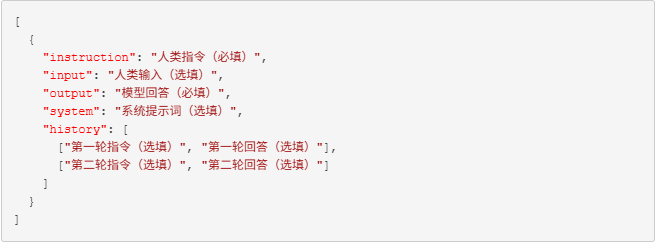 [
  {
    "instruction": "人类指令（必填）",
    "input": "人类输入（选填）",
    "output": "模型回答（必填）",
    "system": "系统提示词（选填）",
    "history": [
      ["第一轮指令（选填）", "第一轮回答（选填）"],
      ["第二轮指令（选填）", "第二轮回答（选填）"]
    ]
  }
]